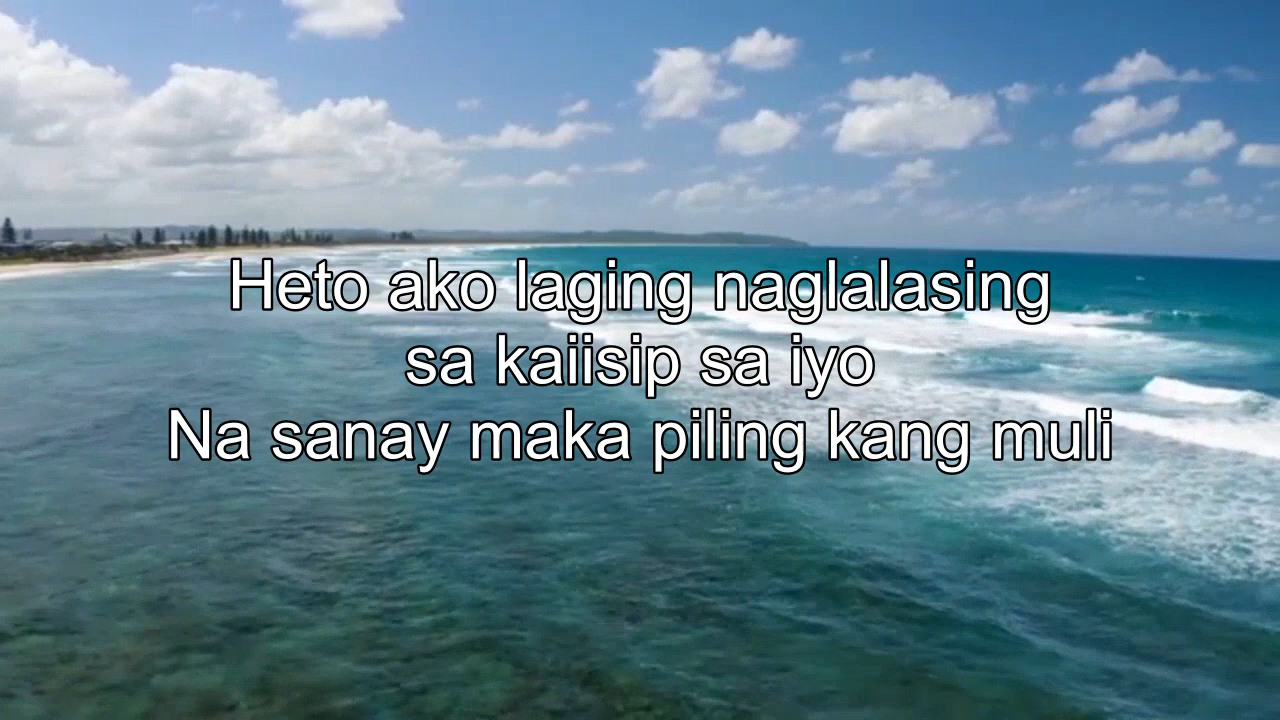 Heto ako laging naglalasing
sa kaiisip sa iyo
Na sanay maka piling kang muli